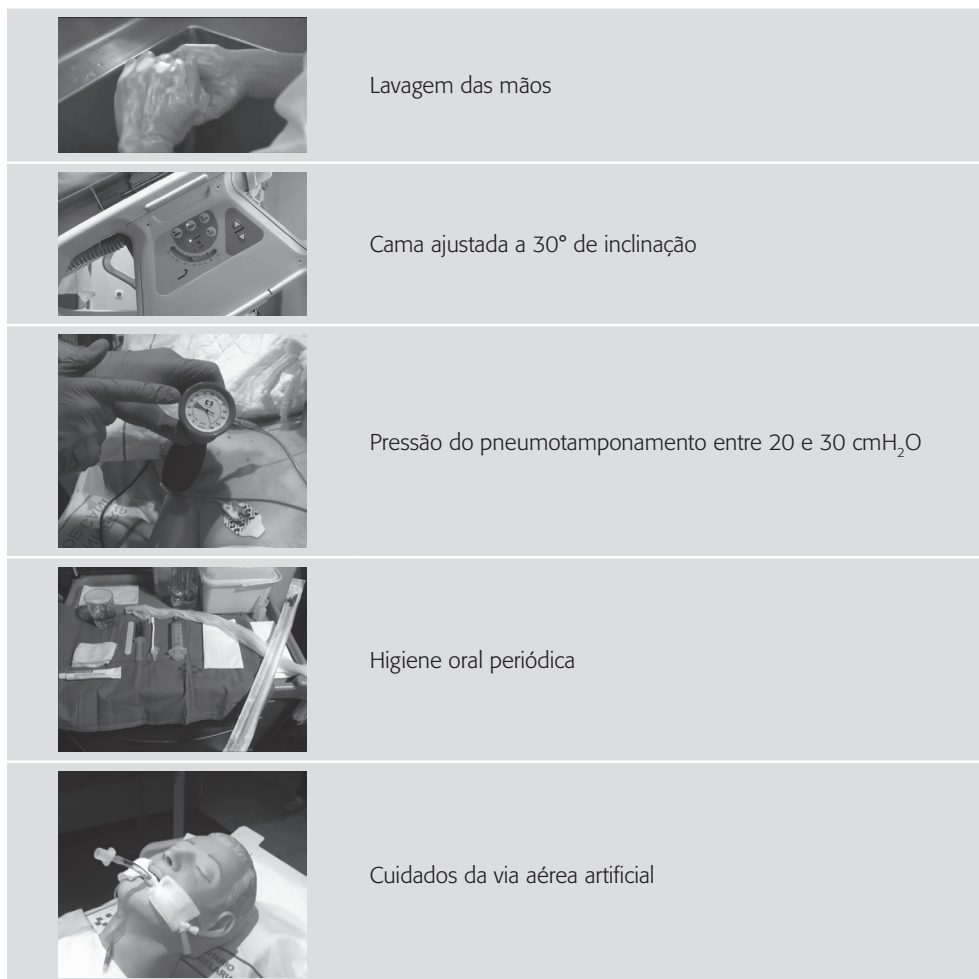 Lavagem das mãos
Cama ajustada a 30° de inclinação
Pressão do pneumotamponamento entre 20 e 30 cmH₂O
Higiene oral periódica
Cuidados da via aérea artificial